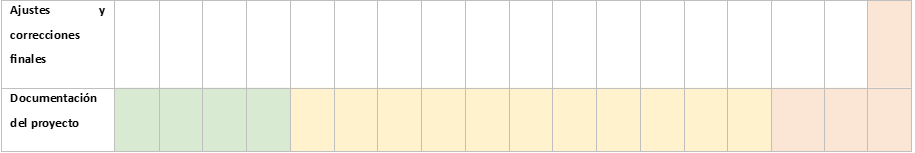 Ajustes y
correcciones
finales
Documentación
del proyecto